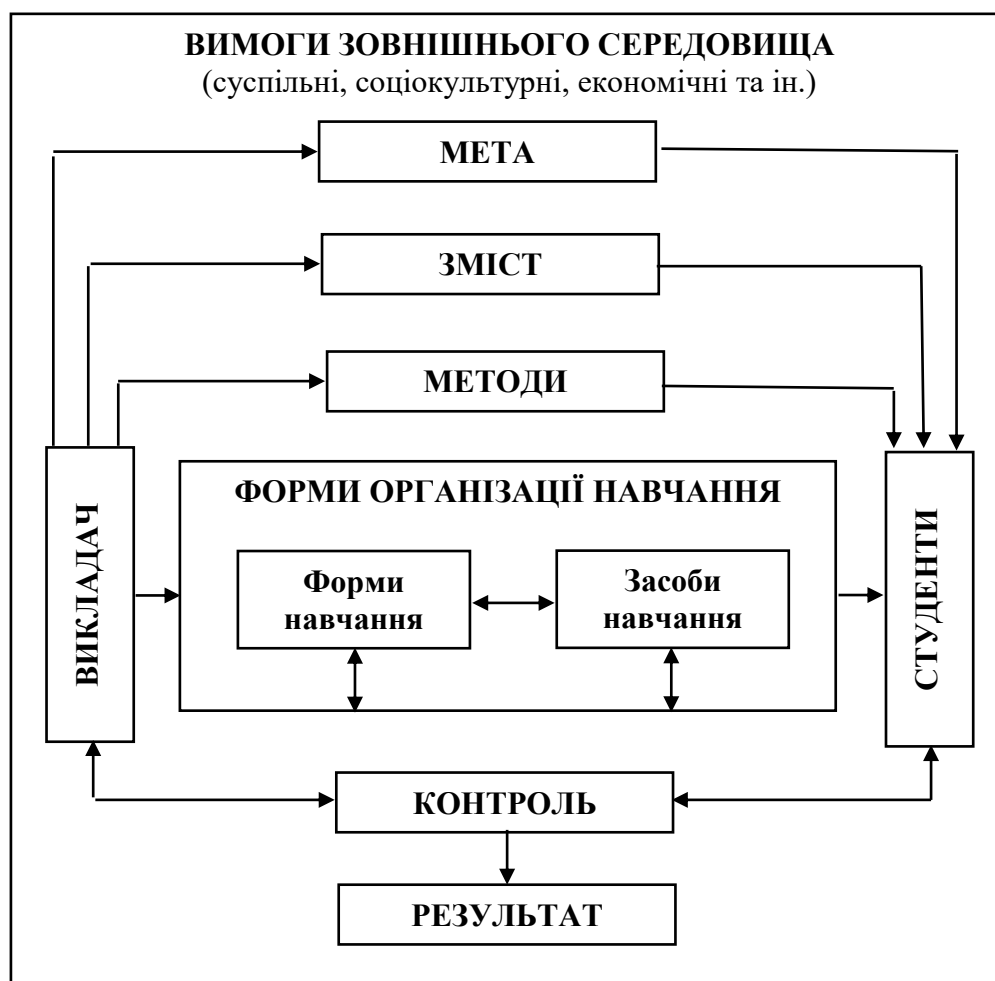 ВИМОГИ ЗОВНІШНЬОГО СЕРЕДОВИЩА
(суспільні, соціокультурні, економічні та ін.)
МЕТА
ЗМІСТ
МЕТОДИ
ВИКЛАДАЧ
ФОРМИ ОРГАНІЗАЦІЇ НАВЧАННЯ
Форми
навчання
Засоби
навчання
СТУДЕНТИ
КОНТРОЛЬ
РЕЗУЛЬТАТ